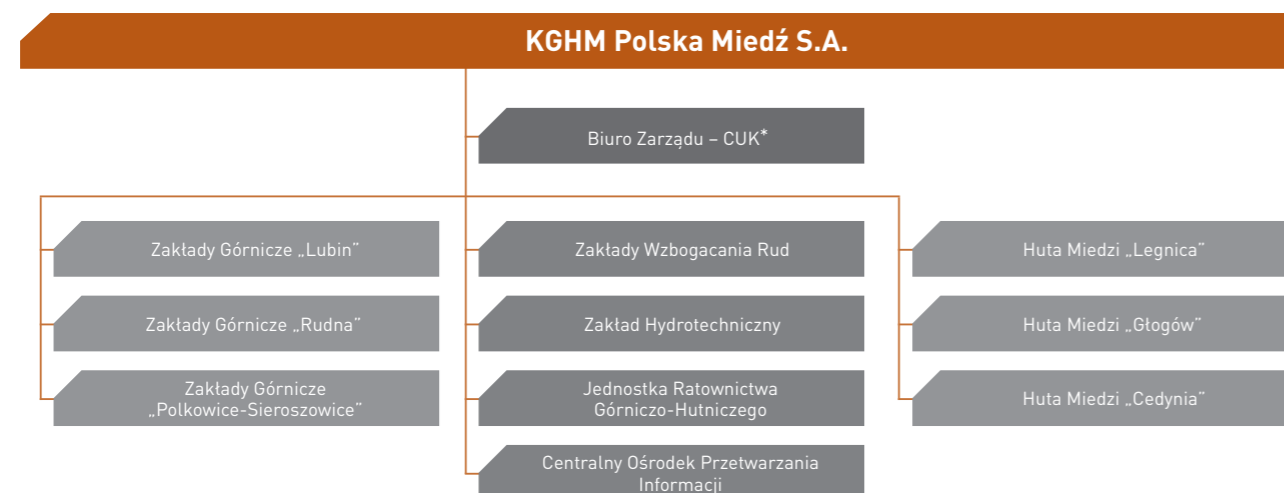 KGHM Polska Miedź S.A.
Biuro Zarządu – CUK*
Zakłady Górnicze „Lubin”
Zakłady Górnicze „Rudna”
Zakłady Górnicze
„Polkowice-Sieroszowice”
Zakłady Wzbogacania Rud
Zakład Hydrotechniczny
Jednostka Ratownictwa
Górniczo-Hutniczego
Centralny Ośrodek Przetwarzania
Informacji
Huta Miedzi „Legnica”
Huta Miedzi „Głogów”
Huta Miedzi „Cedynia”